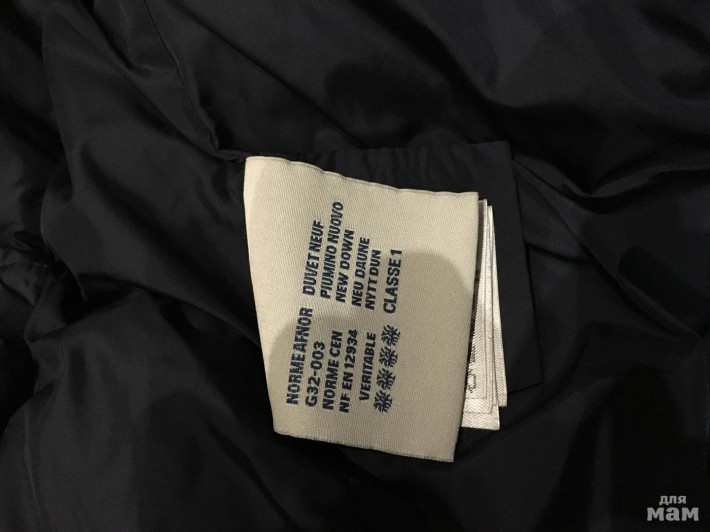 NORME AFNOR
G32-003
NORME CEN
NF EN 12934
VERITABLE
DUVET NEUF
PIUMINO NUOVO
NEW DOWN
NEU DAUNE
NYTT DUN
CLASSE 1
для
мам